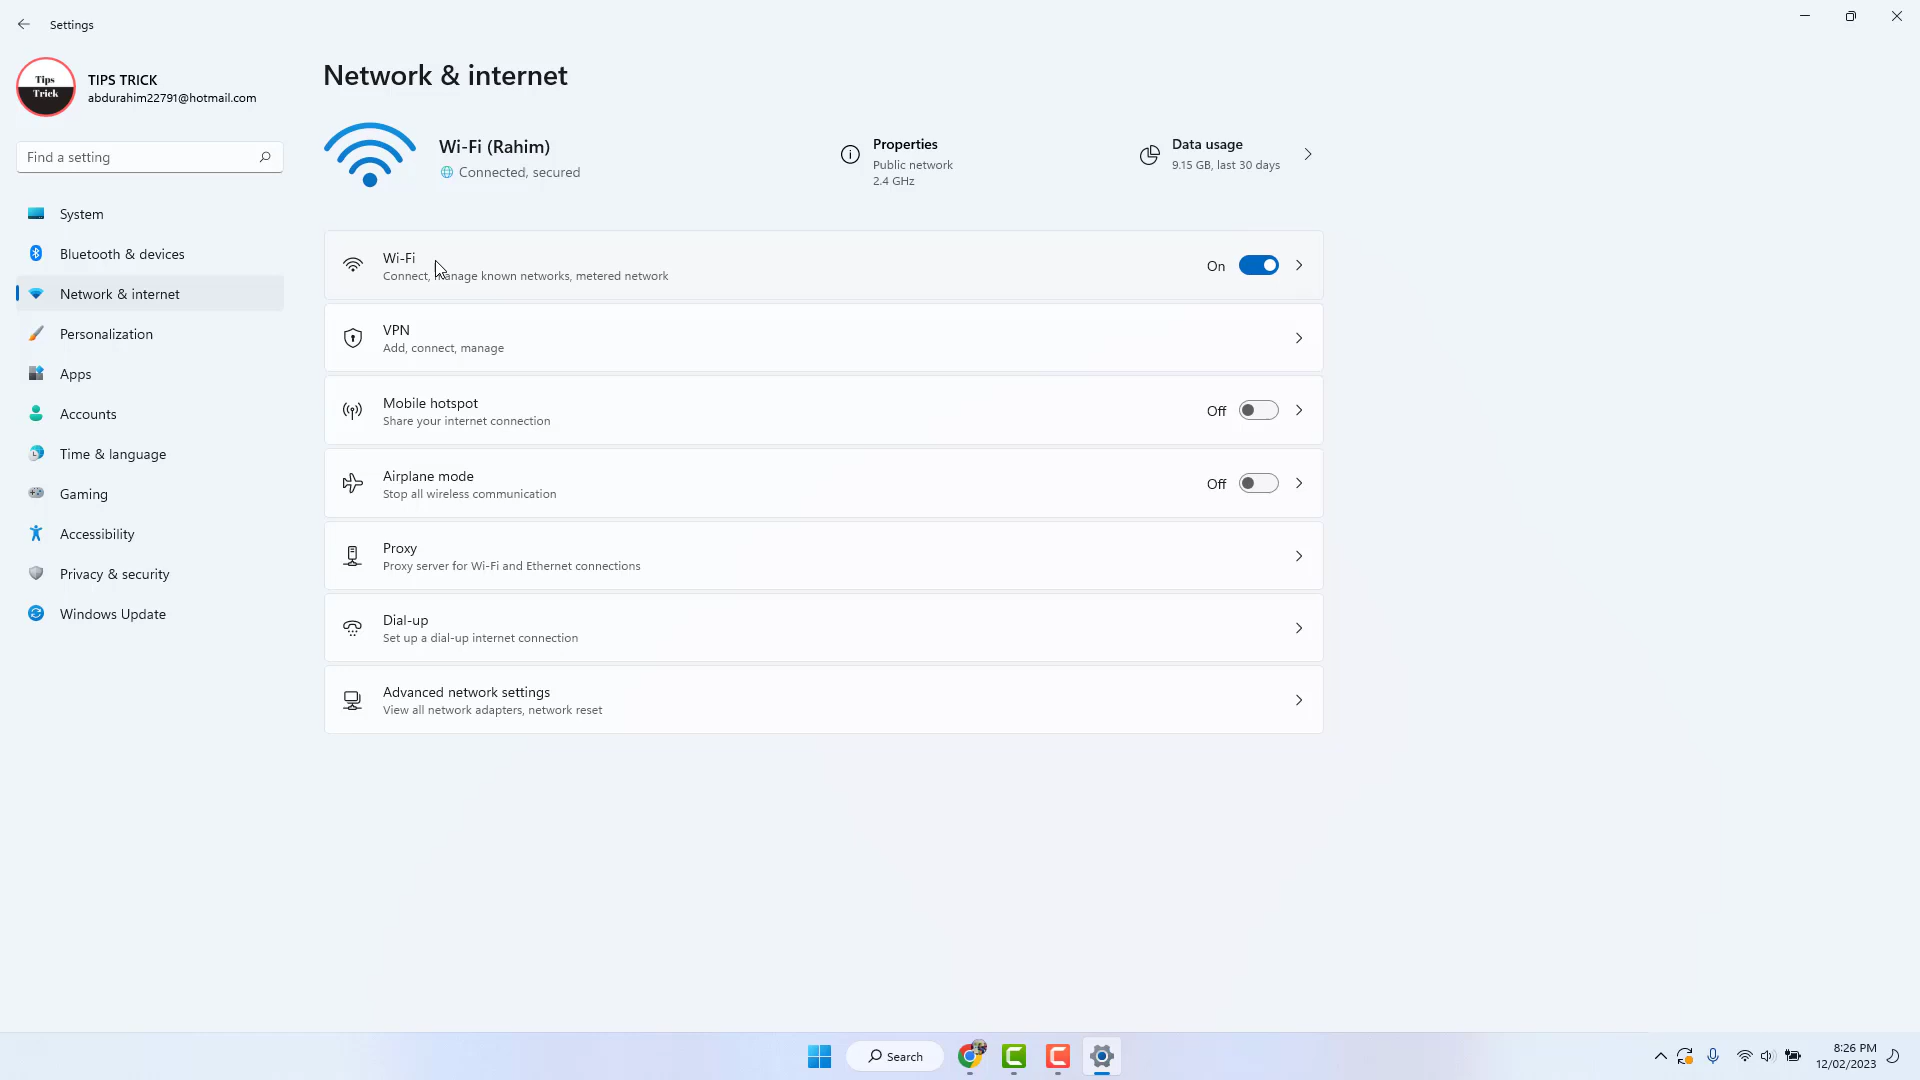 Settings
Tips
Trick
TIPS TRICK
abdurahim22791@hotmail.com
Find a setting
System
Bluetooth & devices
Network & internet
Personalization
Apps
Accounts
Time & language
Gaming
Accessibility
Privacy & security
Windows Update
Network & internet
Wi-Fi (Rahim)
Connected, secured
Properties
Public network
2.4 GHz
Data usage
9.15 GB, last 30 days
Wi-Fi
Connect, manage known networks, metered network
On
VPN
Add, connect, manage
Mobile hotspot
Share your internet connection
Off
Airplane mode
Stop all wireless communication
Off
Proxy
Proxy server for Wi-Fi and Ethernet connections
Dial-up
Set up a dial-up internet connection
Advanced network settings
View all network adapters, network reset
Search
8:26 PM
12/02/2023